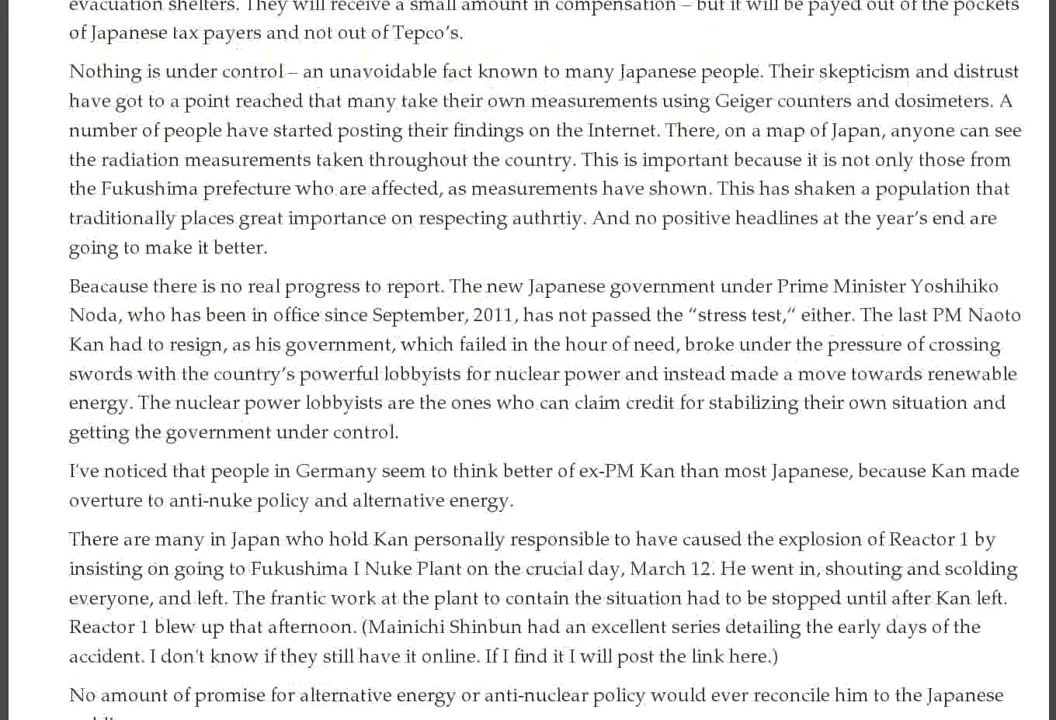 evacuation shelters. They will receive a small amount in compensation – but it will be payed out of the pockets
of Japanese tax payers and not out of Tepco's.
Nothing is under control – an unavoidable fact known to many Japanese people. Their skepticism and distrust
have got to a point reached that many take their own measurements using Geiger counters and dosimeters. A
number of people have started posting their findings on the Internet. There, on a map of Japan, anyone can see
the radiation measurements taken throughout the country. This is important because it is not only those from
the Fukushima prefecture who are affected, as measurements have shown. This has shaken a population that
traditionally places great importance on respecting authrtiy. And no positive headlines at the year's end are
going to make it better.
Beacause there is no real progress to report. The new Japanese government under Prime Minister Yoshihiko
Noda, who has been in office since September, 2011, has not passed the “stress test,“ either. The last PM Naoto
Kan had to resign, as his government, which failed in the hour of need, broke under the pressure of crossing
swords with the country's powerful lobbyists for nuclear power and instead made a move towards renewable
energy. The nuclear power lobbyists are the ones who can claim credit for stabilizing their own situation and
getting the government under control.
I've noticed that people in Germany seem to think better of ex-PM Kan than most Japanese, because Kan made
overture to anti-nuke policy and alternative energy.
There are many in Japan who hold Kan personally responsible to have caused the explosion of Reactor 1 by
insisting on going to Fukushima I Nuke Plant on the crucial day, March 12. He went in, shouting and scolding
everyone, and left. The frantic work at the plant to contain the situation had to be stopped until after Kan left.
Reactor 1 blew up that afternoon. (Mainichi Shinbun had an excellent series detailing the early days of the
accident. I don't know if they still have it online. If I find it I will post the link here.)
No amount of promise for alternative energy or anti-nuclear policy would ever reconcile him to the Japanese